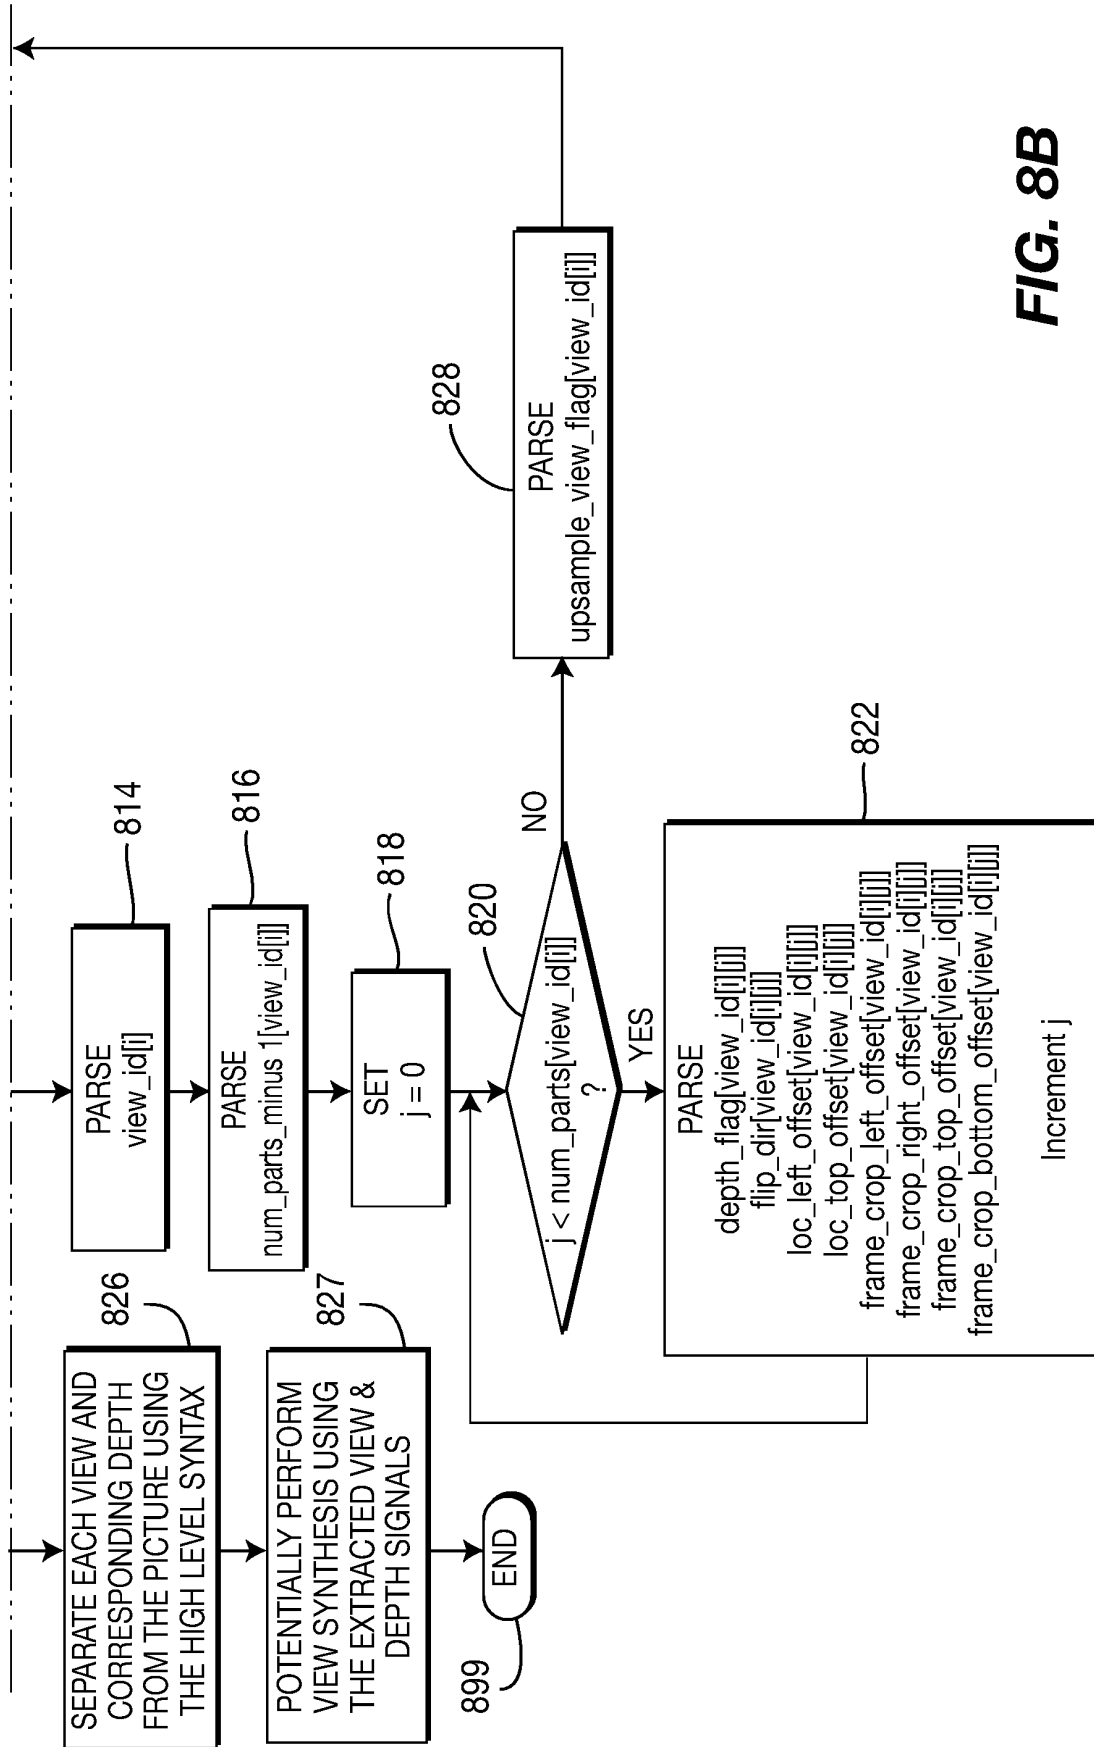 SEPARATE EACH VIEW AND
CORRESPONDING DEPTH
FROM THE PICTURE USING
THE HIGH LEVEL SYNTAX
826
POTENTIALLY PERFORM
VIEW SYNTHESIS USING
THE EXTRACTED VIEW &
DEPTH SIGNALS
827
END
899
PARSE
view_id[i]
814
PARSE
num_parts_minus 1[view_id[i]]
816
SET
j = 0
818
j < num_parts[view_id[i]]
?
820
NO
YES
PARSE
depth_flag[view_id[i][j]]
flip_dir[view_id[i][j]
loc_left_offset[view_id[i][j]]
loc_top_offset[view_id[i][j]]
frame_crop_left_offset[view_id[i][j]]
frame_crop_right_offset[view_id[i][j]]
frame_crop_top_offset[view_id[i][j]]
frame_crop_bottom_offset[view_id[i][j]]
Increment j
822
PARSE
upsample_view_flag[view_id[i]]
828
FIG. 8B